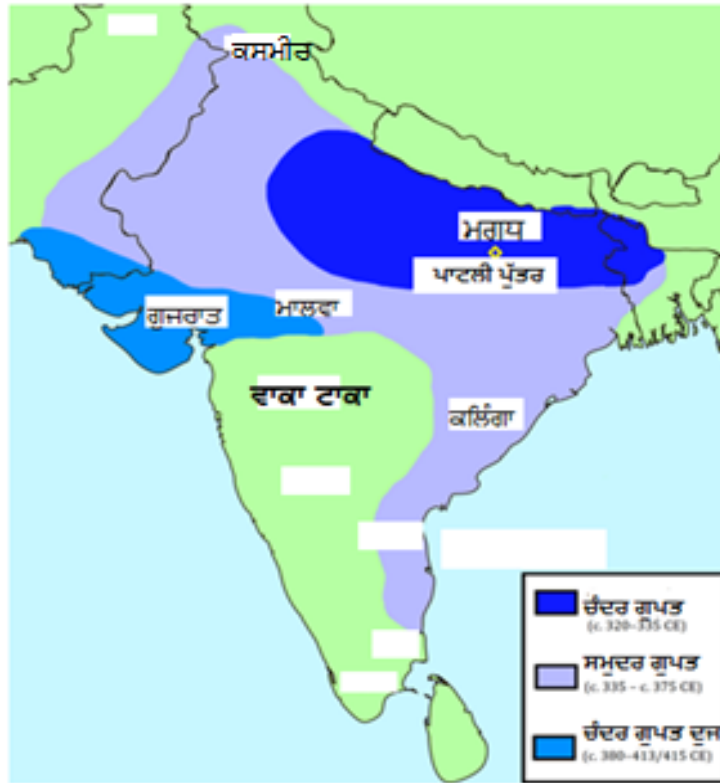 ਕਸਮੀਰ
ਮਗਧ
ਪਾਟਲੀ ਪੁੱਤਰ
ਮਾਲਵਾ
ਗੁਜਰਾਤ
ਵਾਕਾ ਟਾਕਾ
ਕਲਿੰਗਾ
ਚੰਦਰ ਗੁਪਤ
(c. 320–335 CE)
ਸਮੁਦਰ ਗੁਪਤ
(c. 335 – c. 375 CE)
ਚੰਦਰ ਗੁਪਤ ਦੂਜ
(c. 380–413/415 CE)